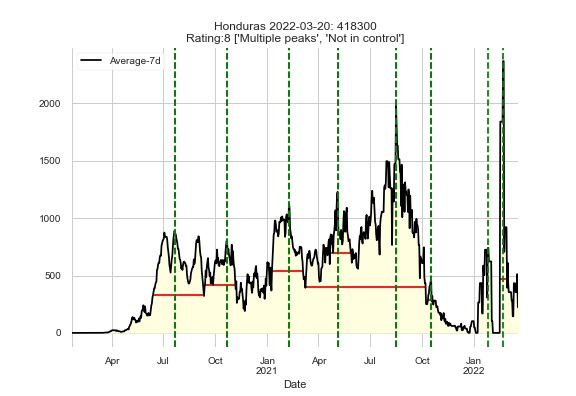 Honduras 2022-03-20: 418300
Rating:8 ['Multiple peaks', 'Not in control']
Average-7d
2000
1500
1000
500
0
Apr Jul Oct Jan Apr Jul Oct Jan
2021 2022
Date